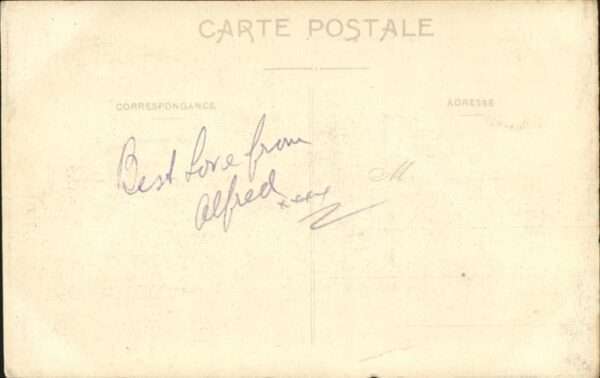 CARTE POSTALE
CORRESPONDANCE
ADRESSE
Best Love from
Alfred xxxx
M